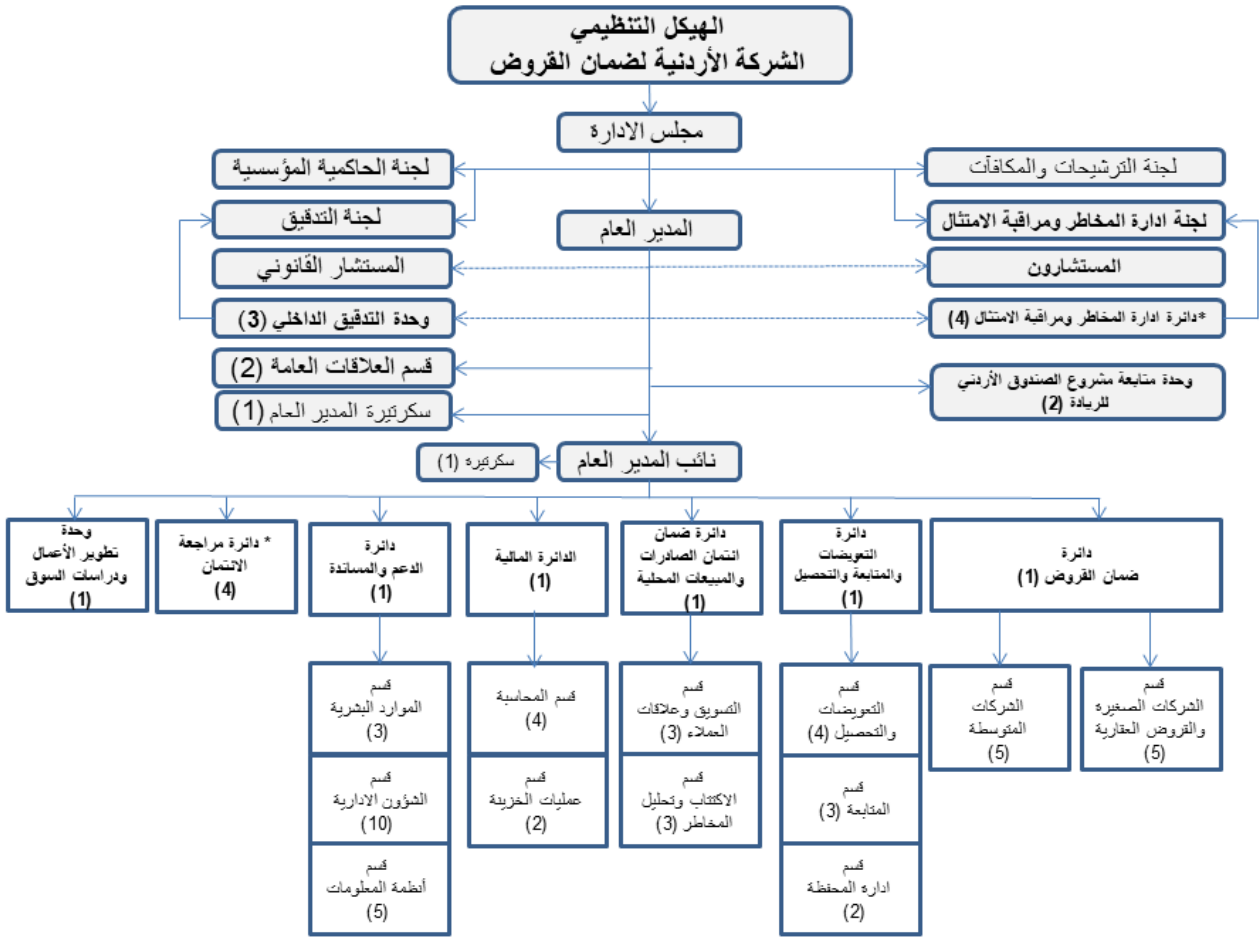 الهيكل التنظيمي
الشركة الأردنية لضمان القروض
مجلس الادارة
لجنة الترشيحات والمكافآت
لجنة الحاكمية المؤسسية
لجنة ادارة المخاطر ومراقبة الامتثال
المدير العام
لجنة التدقيق
المستشارون
المستشار القانوني
*دائرة ادارة المخاطر ومراقبة الامتثال (4)
وحدة التدقيق الداخلي (3)
وحدة متابعة مشروع الصندوق الأردني
للريادة (2)
قسم العلاقات العامة (2)
سكرتيرة المدير العام (1)
نائب المدير العام
سكرتيرة (1)
دائرة
ضمان القروض (1)
دائرة
التعويضات
والمتابعة والتحصيل
(1)
دائرة ضمان
ائتمان الصادرات
والمبيعات المحلية
(1)
الدائرة المالية
(1)
دائرة
الدعم والمساندة
(1)
* دائرة مراجعة
الائتمان
(4)
وحدة
تطوير الأعمال
ودراسات السوق
(1)
قسم
الشركات الصغيرة
والقروض العقارية
(5)
قسم
الشركات
المتوسطة
(5)
قسم
التعويضات
والتحصيل (4)
قسم
المتابعة (3)
قسم
ادارة المحفظة
(2)
قسم
التسويق وعلاقات
العملاء (3)
قسم
الاكتتاب وتحليل
المخاطر (3)
قسم المحاسبة
(4)
قسم
عمليات الخزينة
(2)
قسم
الموارد البشرية
(3)
قسم
الشؤون الادارية
(10)
قسم
أنظمة المعلومات
(5)